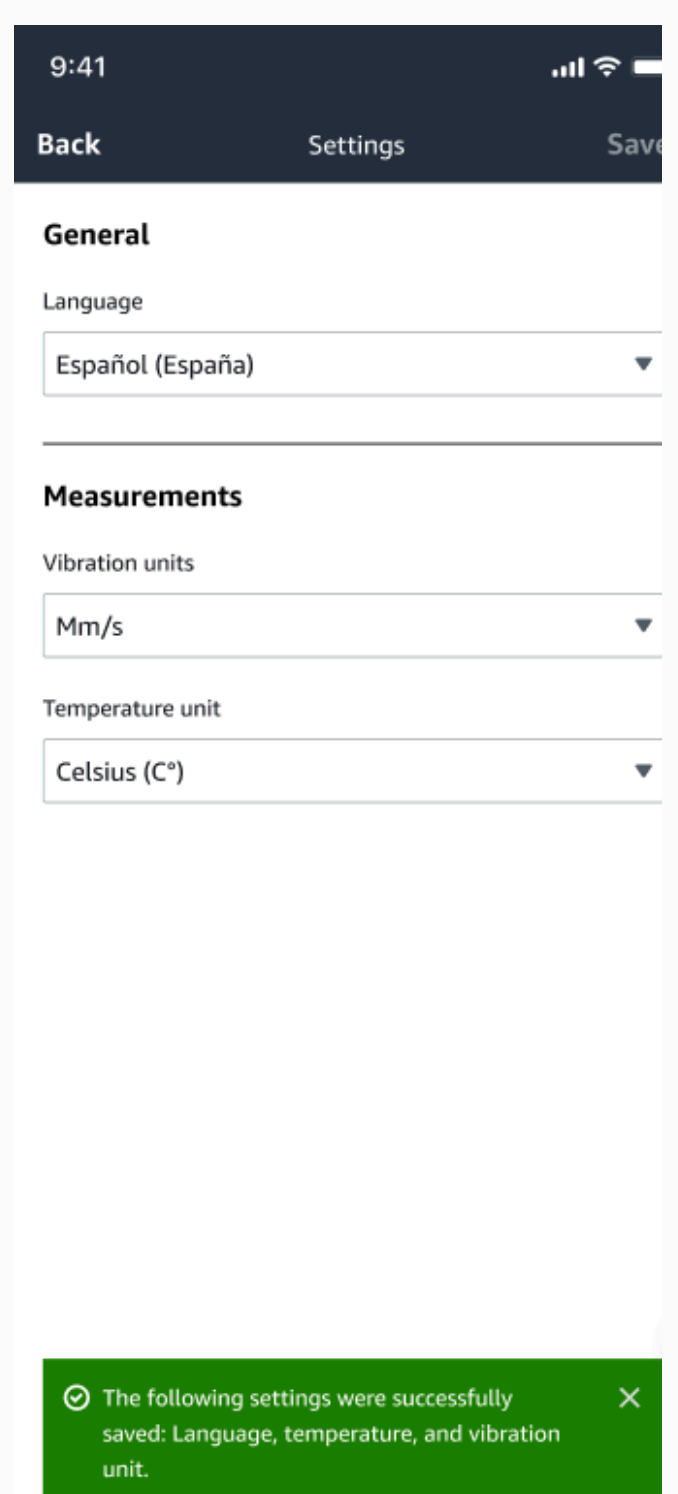 9:41
Back Settings Save
General
Language
Español (España)
Measurements
Vibration units
Mm/s
Temperature unit
Celsius (C°)
The following settings were successfully
saved: Language, temperature, and vibration
unit.